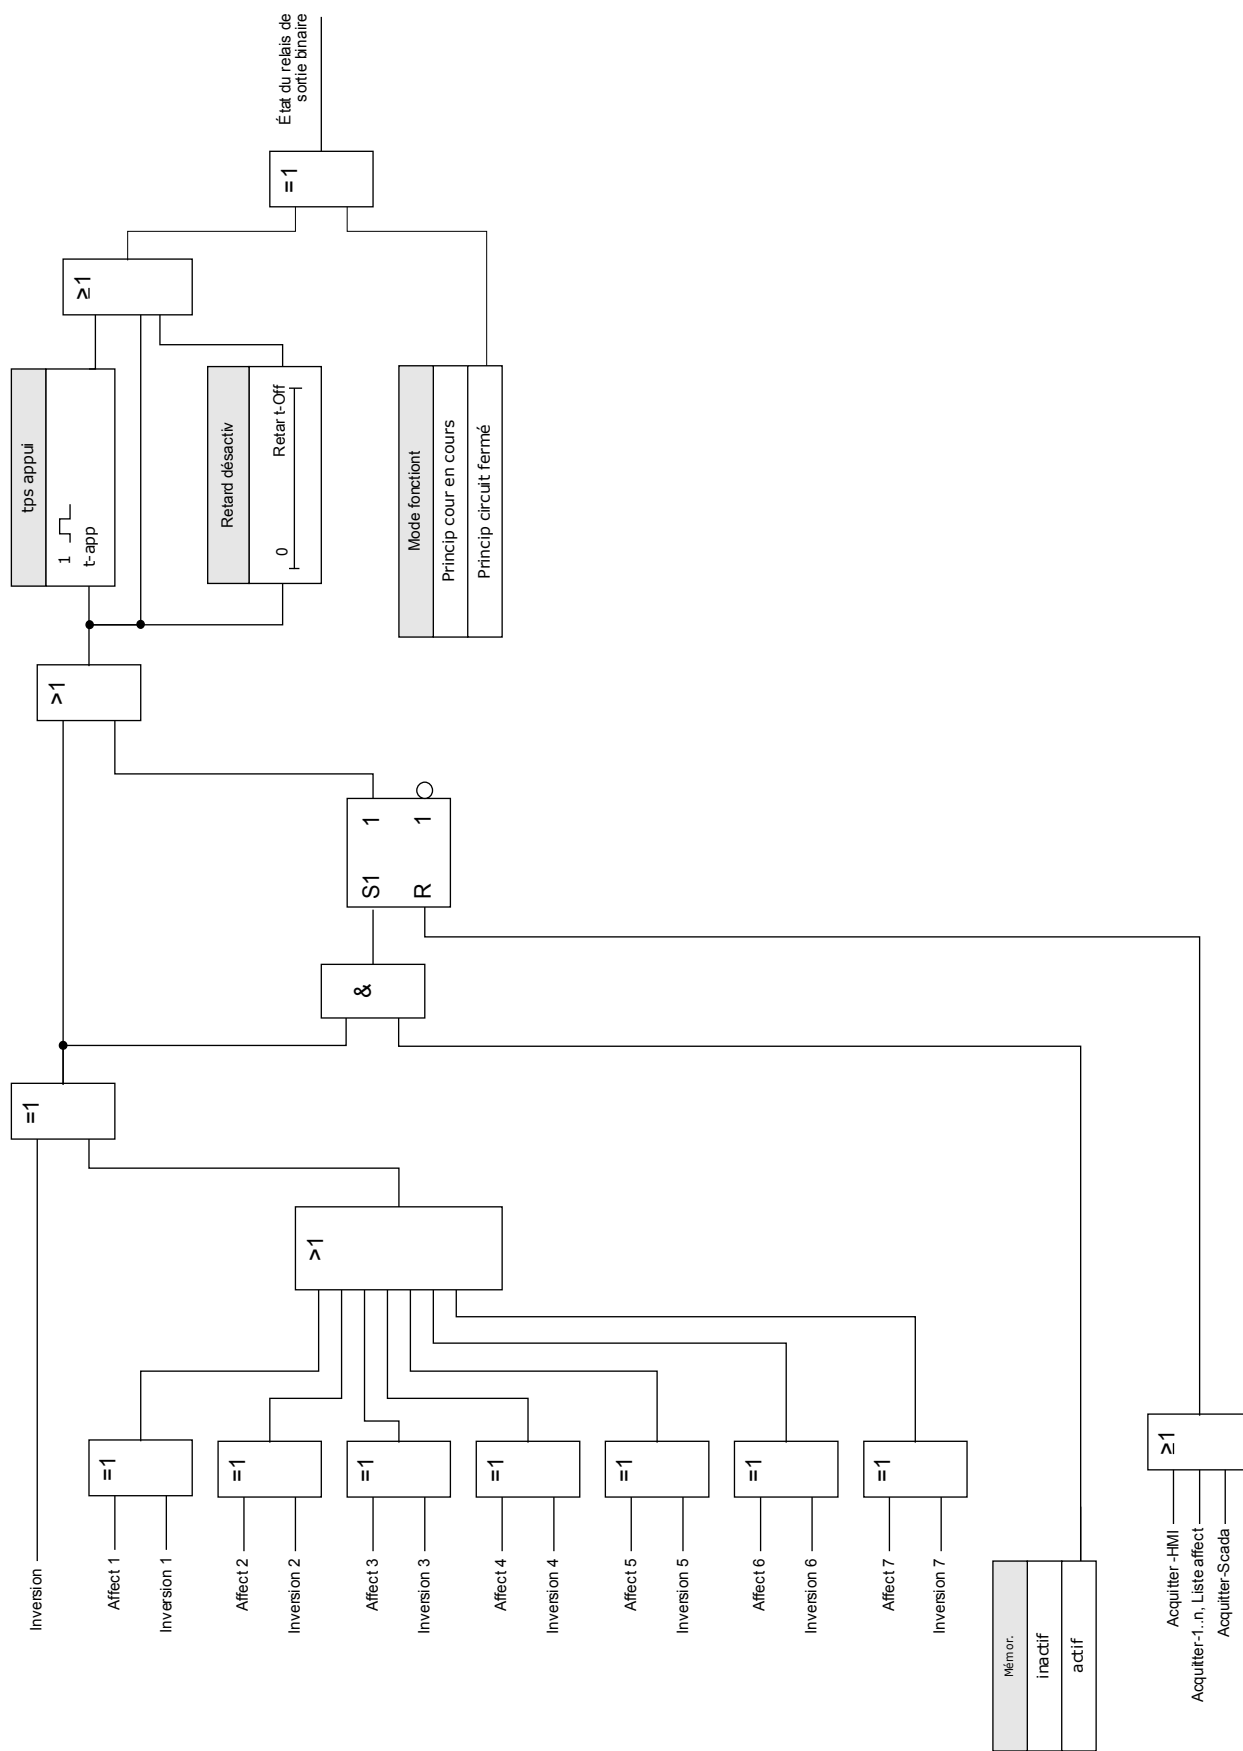 Inversion
Affect 1
Inversion 1
Affect 2
Inversion 2
Affect 3
Inversion 3
Affect 4
Inversion 4
Affect 5
Inversion 5
Affect 6
Inversion 6
Affect 7
Inversion 7
Mémor.
inactif
actif
Acquitter -HMI
Acquitter-1..n, Liste affect
Acquitter-Scada
=1
=1
=1
=1
=1
=1
=1
≥1
>1
=1
&
S1 1
R 1
>1
tps appui
1
t-app
Retard désactiv
0 Retar t-Off
Mode fonctiont
Princip cour en cours
Princip circuit fermé
≥1
=1
État du relais de
sortie binaire